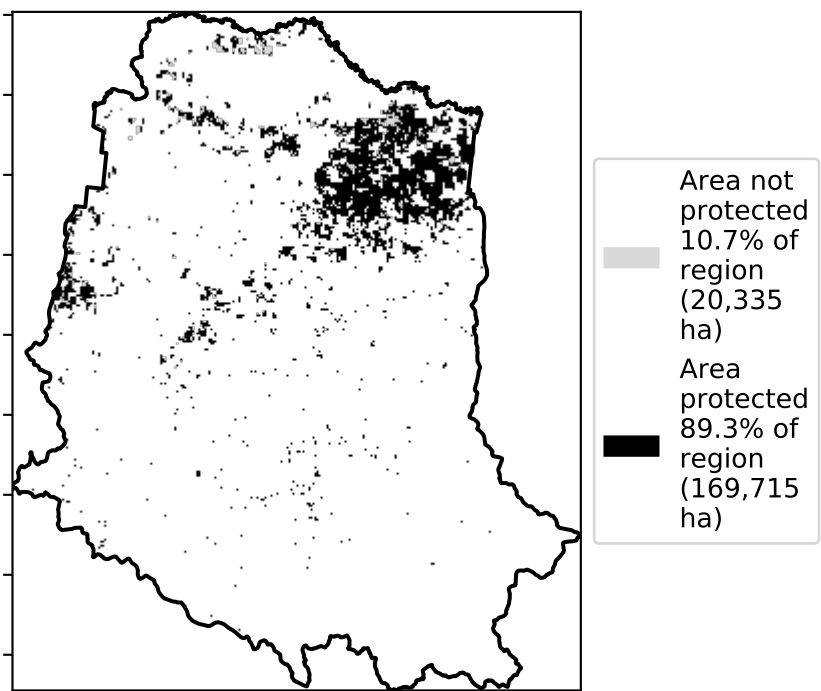 Area not
protected
10.7% of
region
(20,335
ha)
Area
protected
89.3% of
region
(169,715
ha)